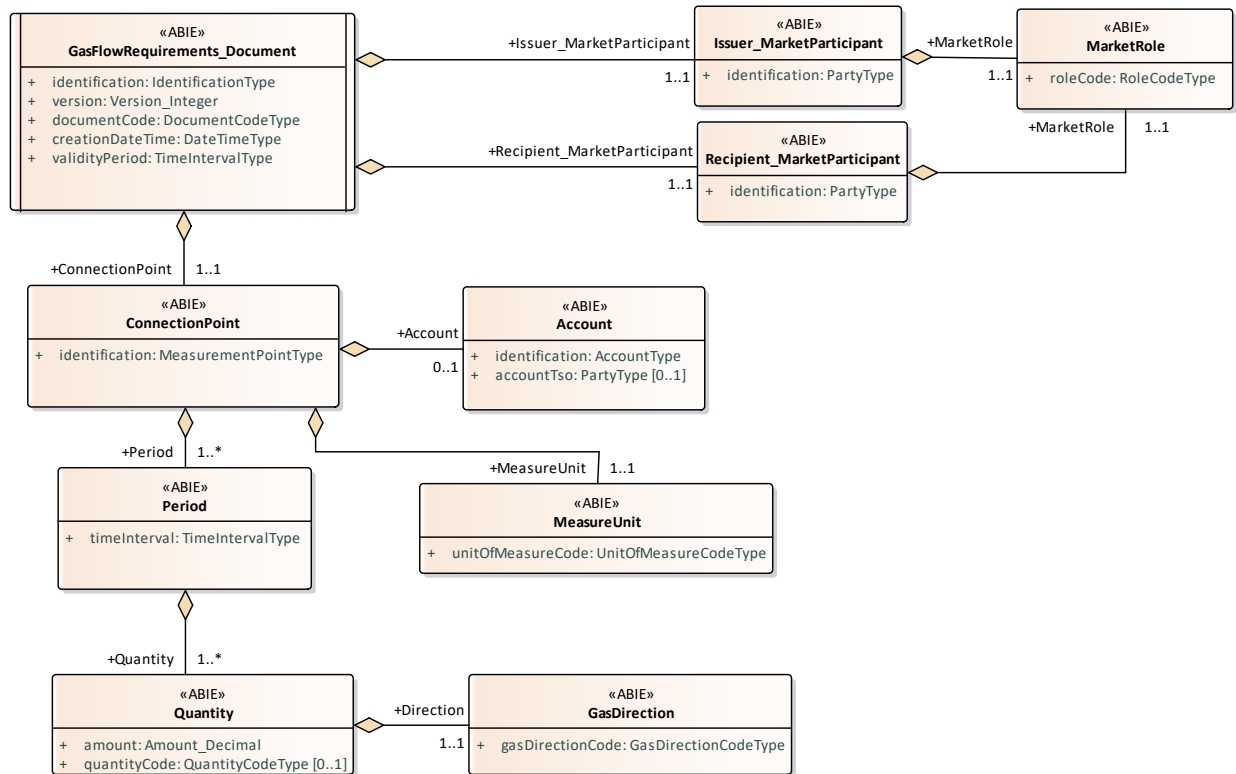 «ABIE»
GasFlowRequirements_Document
+ identification: IdentificationType
+ version: Version_Integer
+ documentCode: DocumentCodeType
+ creationDateTime: DateTimeType
+ validityPeriod: TimeIntervalType
+Issuer_MarketParticipant
1..1
«ABIE»
Issuer_MarketParticipant
+ identification: PartyType
+MarketRole
1..1
«ABIE»
MarketRole
+ roleCode: RoleCodeType
+Recipient_MarketParticipant
1..1
«ABIE»
Recipient_MarketParticipant
+ identification: PartyType
+MarketRole
1..1
+ConnectionPoint
1..1
«ABIE»
ConnectionPoint
+ identification: MeasurementPointType
+Account
0..1
«ABIE»
Account
+ identification: AccountType
+ accountTso: PartyType [0..1]
+Period
1..*
«ABIE»
Period
+ timeInterval: TimeIntervalType
+MeasureUnit
1..1
«ABIE»
MeasureUnit
+ unitOfMeasureCode: UnitOfMeasureCodeType
+Quantity
1..*
«ABIE»
Quantity
+ amount: Amount_Decimal
+ quantityCode: QuantityCodeType [0..1]
+Direction
1..1
«ABIE»
GasDirection
+ gasDirectionCode: GasDirectionCodeType